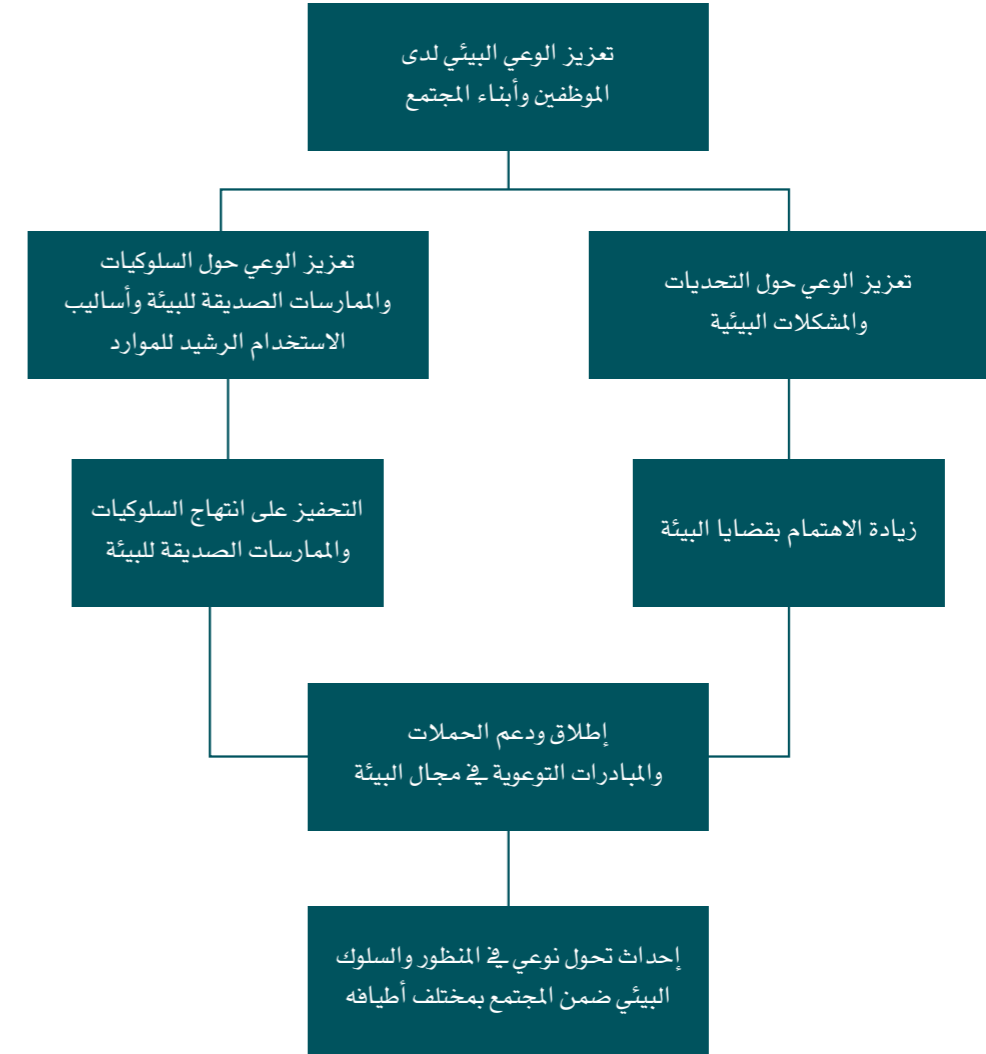 تعزيز الوعي البيئي لدى
الموظفين وأبناء المجتمع
تعزيز الوعي حول التحديات
والمشكلات البيئية
تعزيز الوعي حول السلوكيات
والممارسات الصديقة للبيئة وأساليب
الاستخدام الرشيد للموارد
زيادة الاهتمام بقضايا البيئة
التحفيز على انتهاج السلوكيات
والممارسات الصديقة للبيئة
إطلاق ودعم الحملات
والمبادرات التوعوية في مجال البيئة
إحداث تحول نوعي في المنظور والسلوك
البيئي ضمن المجتمع بمختلف أطيافه